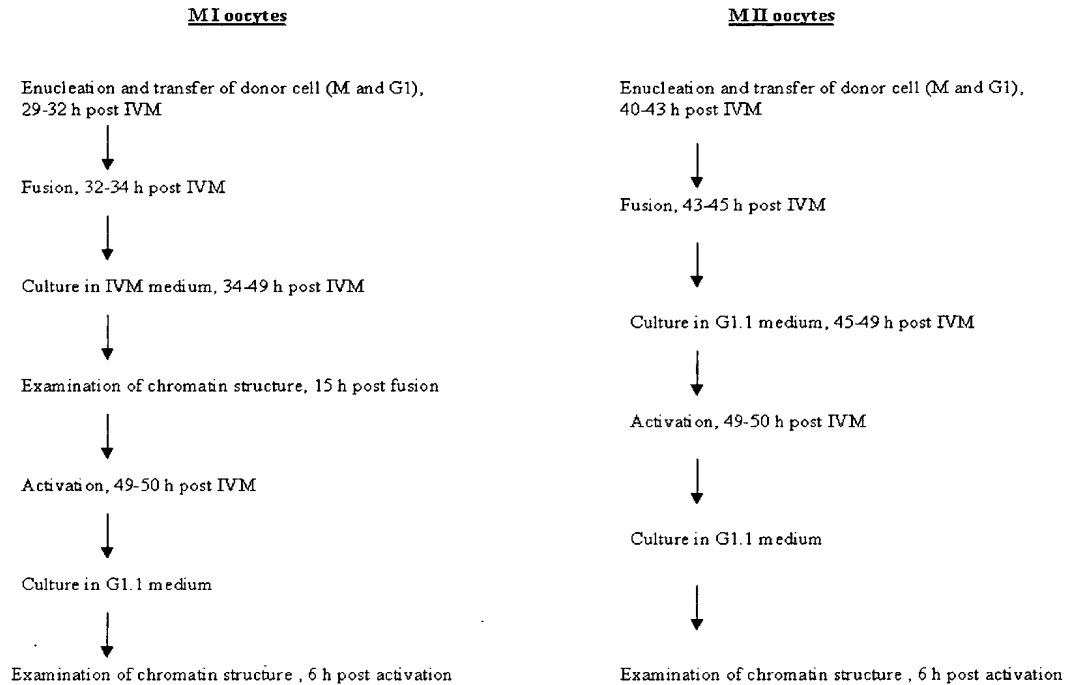 M I oocytes
Enucleation and transfer of donor cell (M and G1),
29-32 h post IVM
Fusion, 32-34 h post IVM
Culture in IVM medium, 34-49 h post IVM
Examination of chromatin structure, 15 h post fusion
Activation, 49-50 h post IVM
Culture in G1.1 medium
Examination of chromatin structure , 6 h post activation
M II oocytes
Enucleation and transfer of donor cell (M and G1),
40-43 h post IVM
Fusion, 43-45 h post IVM
Culture in G1.1 medium, 45-49 h post IVM
Activation, 49-50 h post IVM
Culture in G1.1 medium
Examination of chromatin structure , 6 h post activation